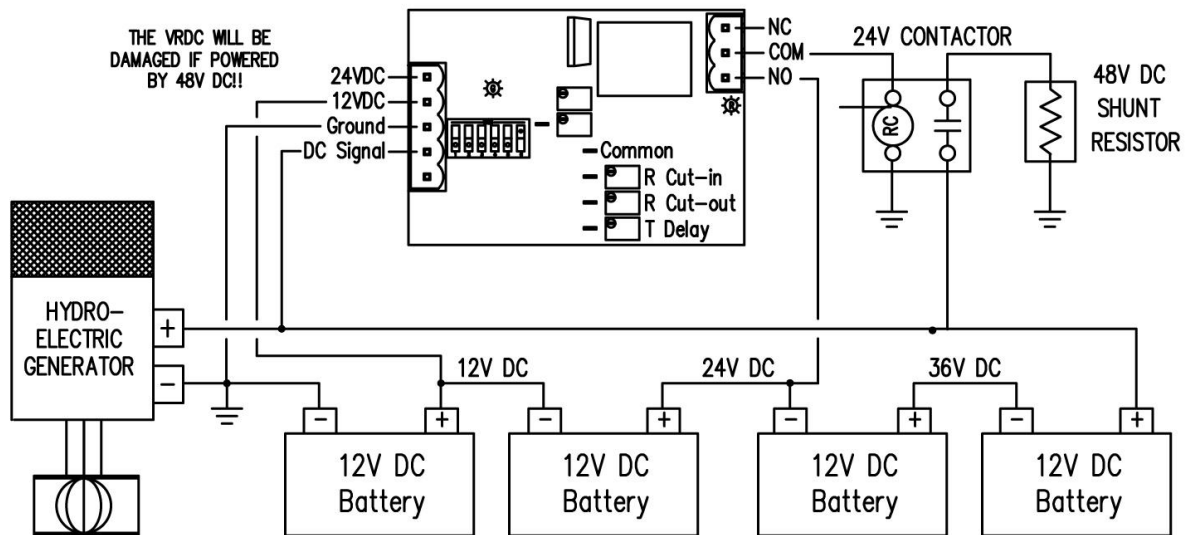 THE VRDC WILL BE
DAMAGED IF POWERED
BY 48V DC!!
24VDC
12VDC
Ground
DC Signal
NC
COM
NO
Common
R Cut-in
R Cut-out
T Delay
24V CONTACTOR
RC
48V DC
SHUNT
RESISTOR
HYDRO-
ELECTRIC
GENERATOR
+
-
12V DC
24V DC
36V DC
- +
- +
- +
- +
12V DC
Battery
12V DC
Battery
12V DC
Battery
12V DC
Battery